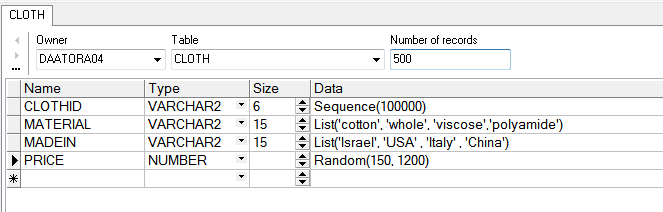 CLOTH
Owner Table Number of records
DAATORA04 CLOTH 500
Name Type Size Data
CLOTHID VARCHAR2 6 Sequence(100000)
MATERIAL VARCHAR2 15 List('cotton', 'whole', 'viscose','polyamide')
MADEIN VARCHAR2 15 List('Israel', 'USA' , 'Italy' , 'China')
PRICE NUMBER Random(150, 1200)